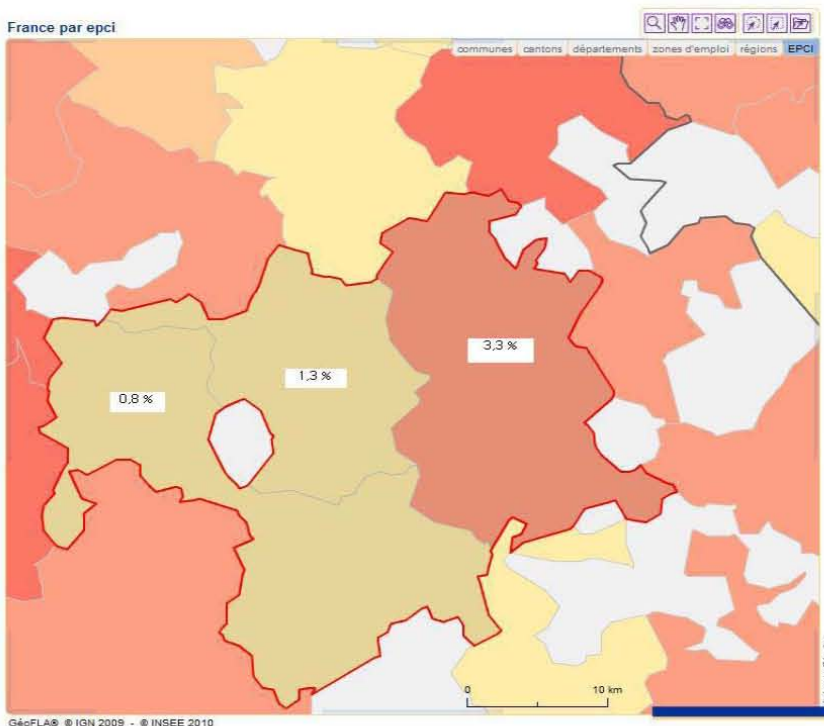 France par epci
communes cantons départements zones d'emploi régions EPCI
3,3 %
1,3 %
0,8 %
0 10 km
GéoFLA® © IGN 2009 - © INSEE 2010